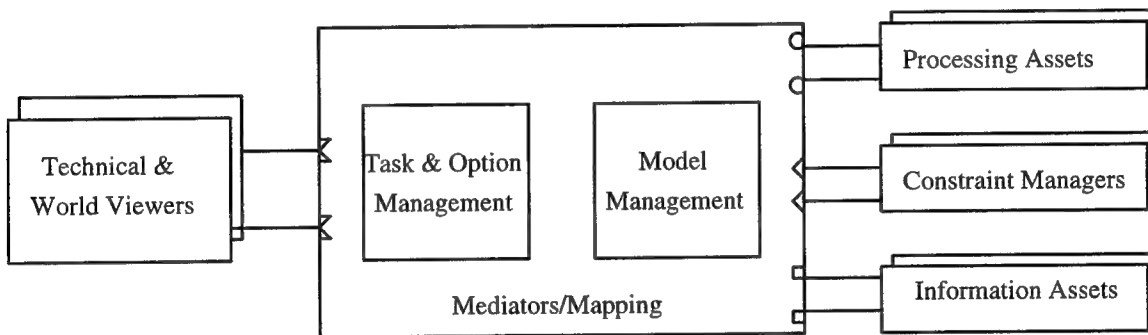 Technical &
World Viewers
Task & Option
Management
Model
Management
Mediators/Mapping
Processing Assets
Constraint Managers
Information Assets